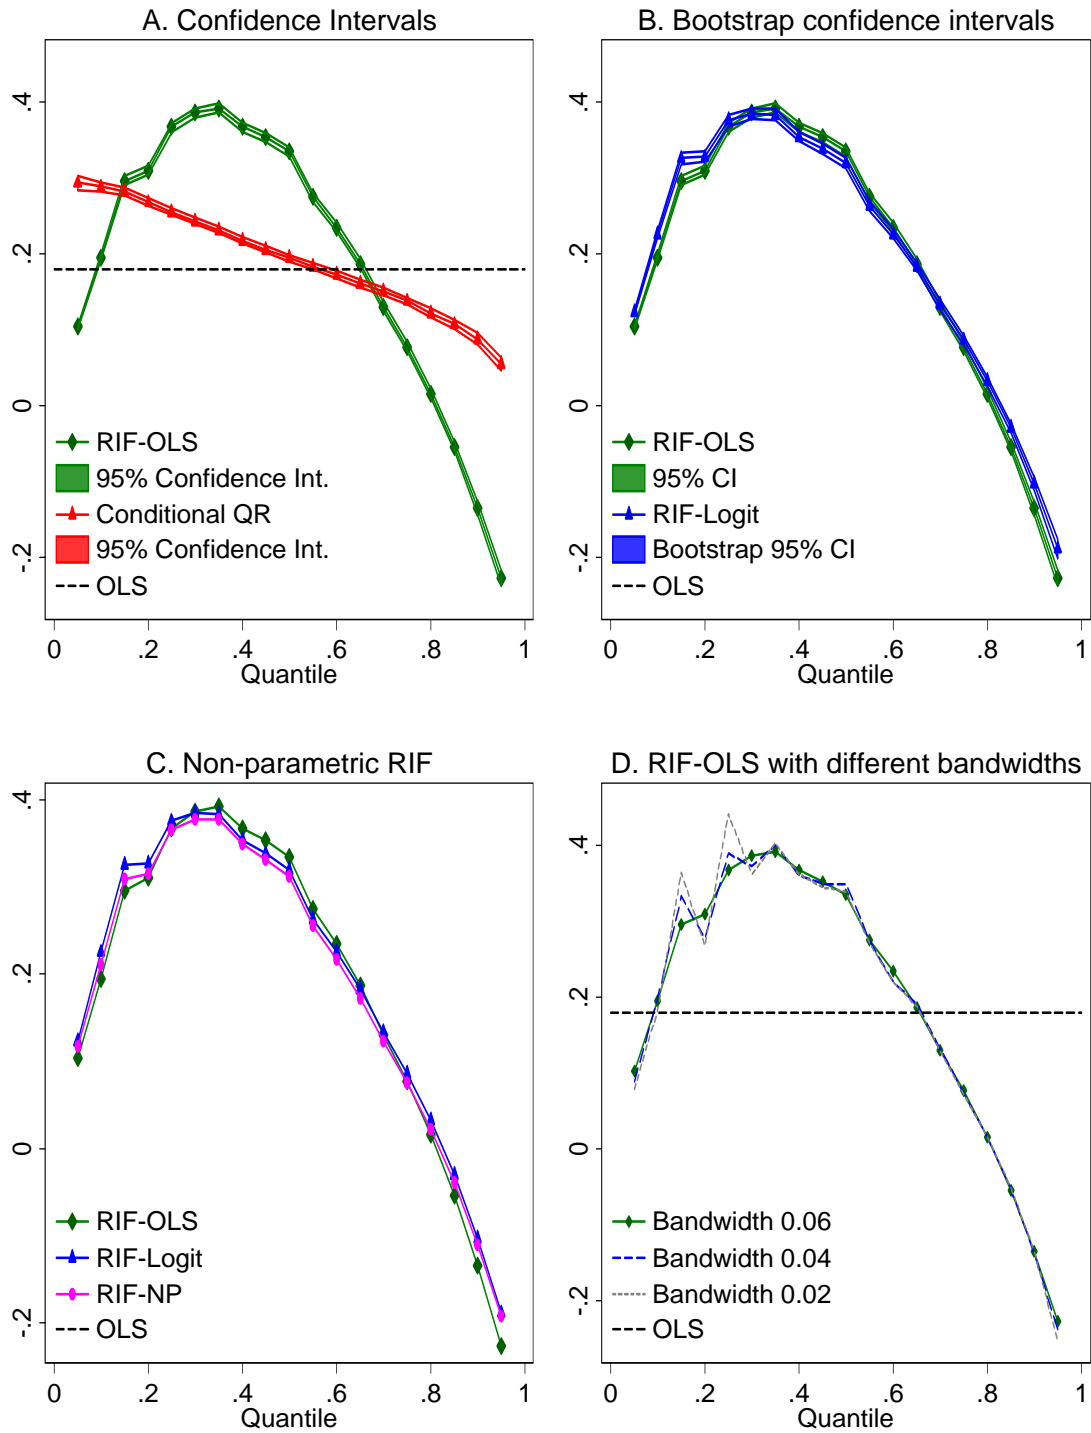 A. Confidence Intervals
.4
.2
0
-.2
RIF-OLS
95% Confidence Int.
Conditional QR
95% Confidence Int.
OLS
0 .2 .4 .6 .8 1
Quantile
B. Bootstrap confidence intervals
.4
.2
0
-.2
RIF-OLS
95% CI
RIF-Logit
Bootstrap 95% CI
OLS
0 .2 .4 .6 .8 1
Quantile
C. Non-parametric RIF
.4
.2
0
-.2
RIF-OLS
RIF-Logit
RIF-NP
OLS
0 .2 .4 .6 .8 1
Quantile
D. RIF-OLS with different bandwidths
.4
.2
0
-.2
Bandwidth 0.06
Bandwidth 0.04
Bandwidth 0.02
OLS
0 .2 .4 .6 .8 1
Quantile